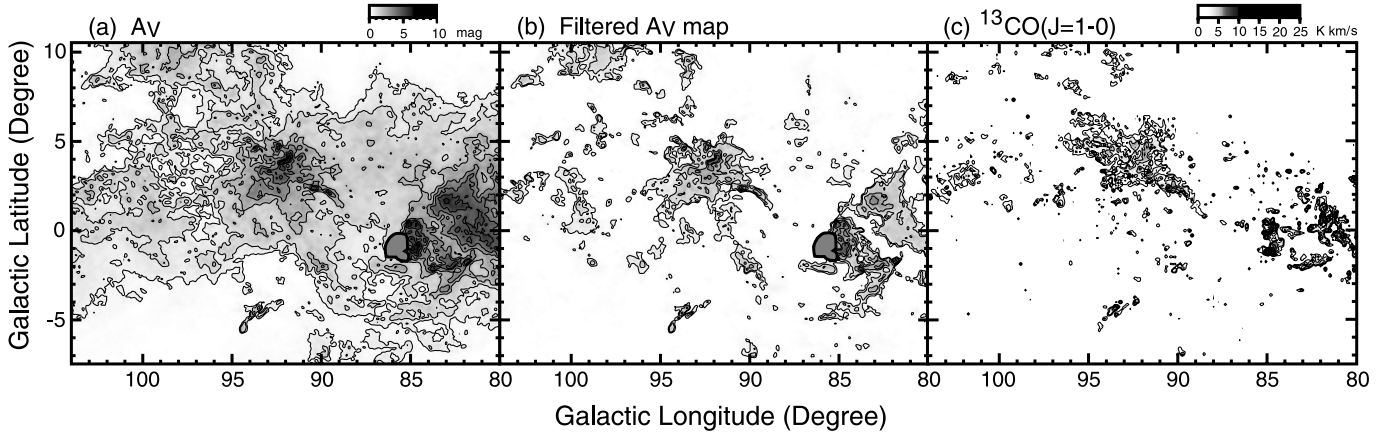 (a) Av
0 5 10 mag
(b) Filtered Av map
(c) ¹³CO(J=1-0)
0 5 10 15 20 25 K km/s
Galactic Latitude (Degree)
10
5
0
-5
100 95 90 85 80
100 95 90 85 80
100 95 90 85 80
Galactic Longitude (Degree)